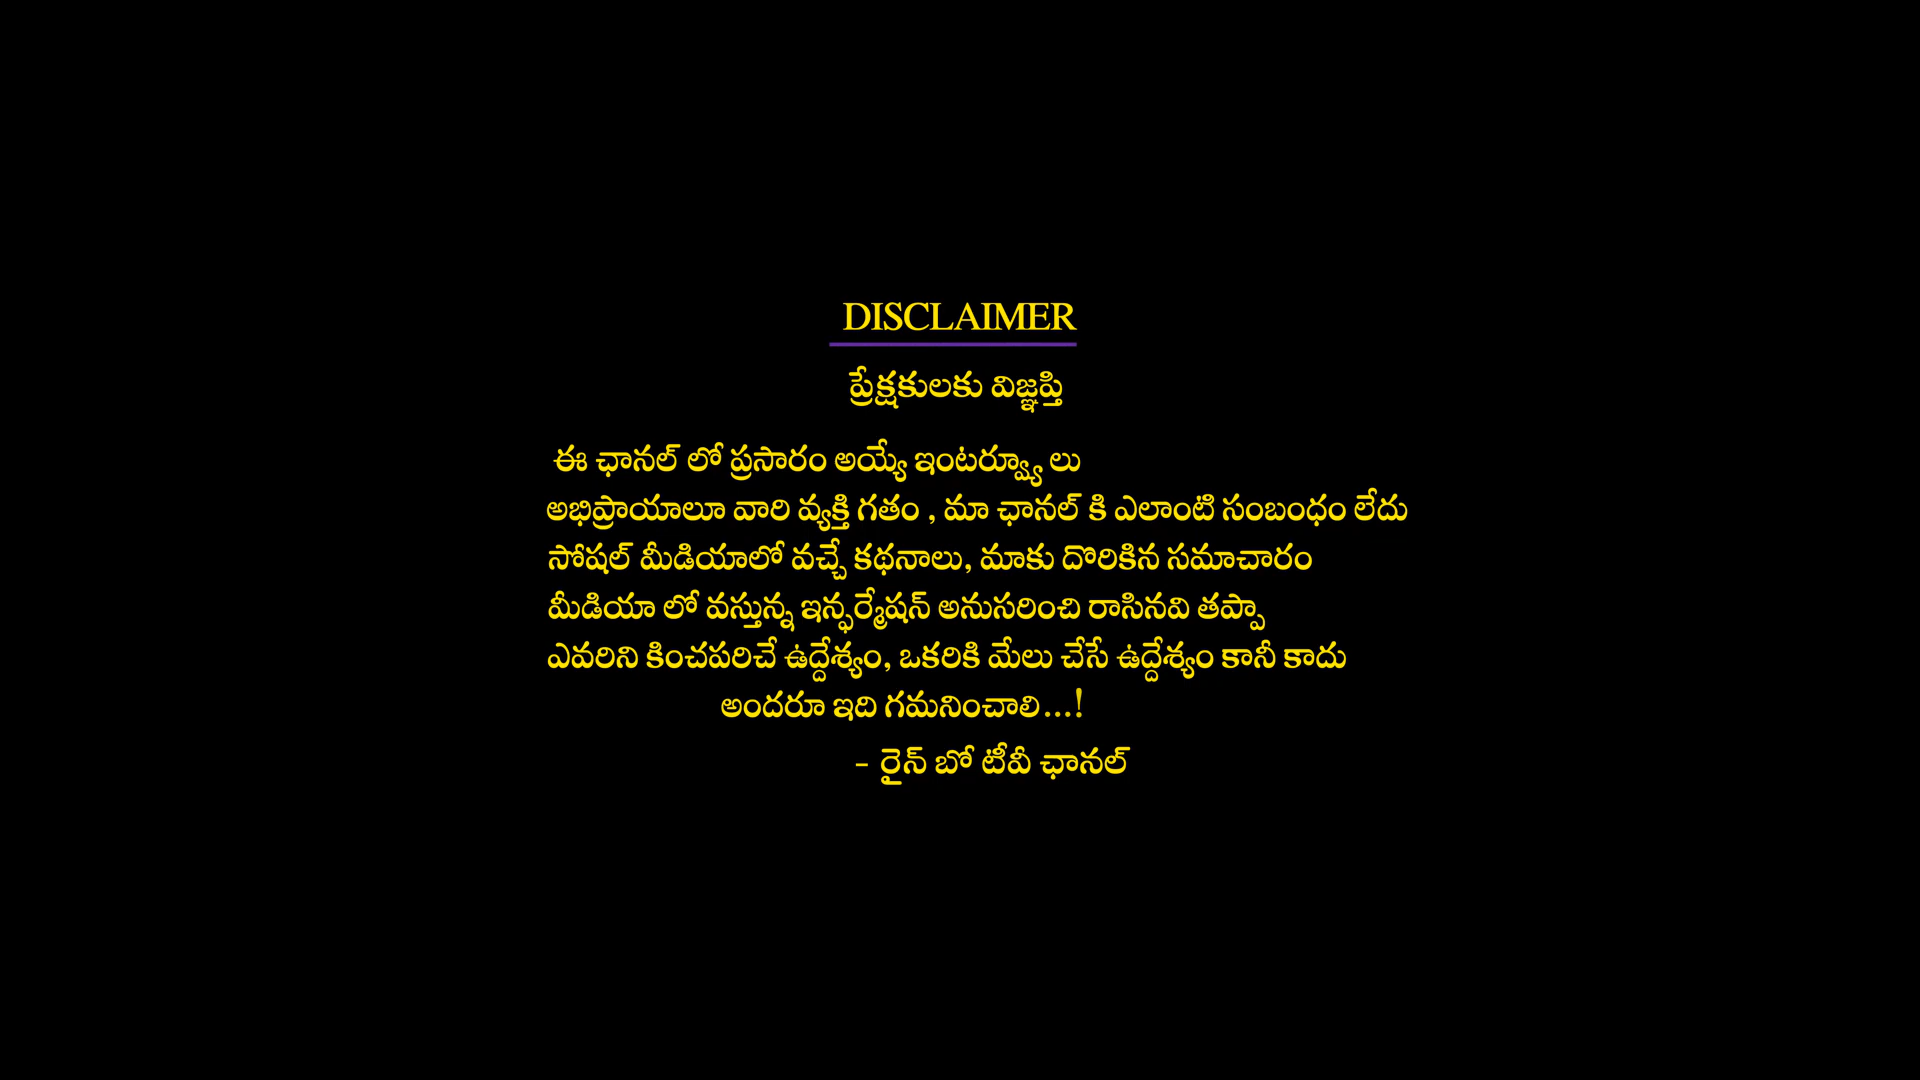 DISCLAIMER
ప్రేక్షకులకు విజ్ఞప్తి
ఈ ఛానల్ లో ప్రసారం అయ్యే ఇంటర్వ్యూ లు
అభిప్రాయాలూ వారి వ్యక్తి గతం , మా ఛానల్ కి ఎలాంటి సంబంధం లేదు
సోషల్ మీడియాలో వచ్చే కథనాలు, మాకు దొరికిన సమాచారం
మీడియా లో వస్తున్న ఇన్ఫర్మేషన్ అనుసరించి రాసినవి తప్పా
ఎవరిని కించపరిచే ఉద్దేశ్యం, ఒకరికి మేలు చేసే ఉద్దేశ్యం కానీ కాదు
అందరూ ఇది గమనించాలి...!
- రైన్ బో టీవీ ఛానల్